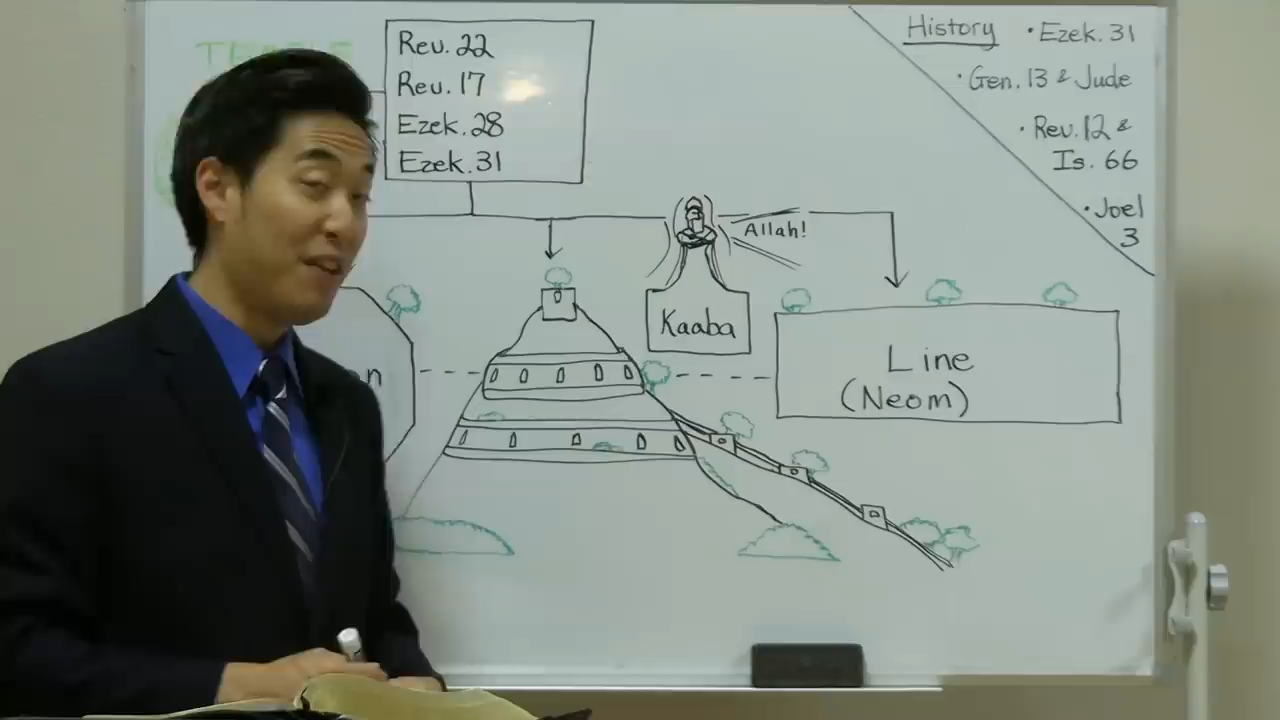 Rev. 22
Rev. 17
Ezek. 28
Ezek. 31
History
• Ezek. 31
• Gen. 13 & Jude
• Rev. 12 &
Is. 66
• Joel
3
Allah!
Kaaba
Line
(Neom)